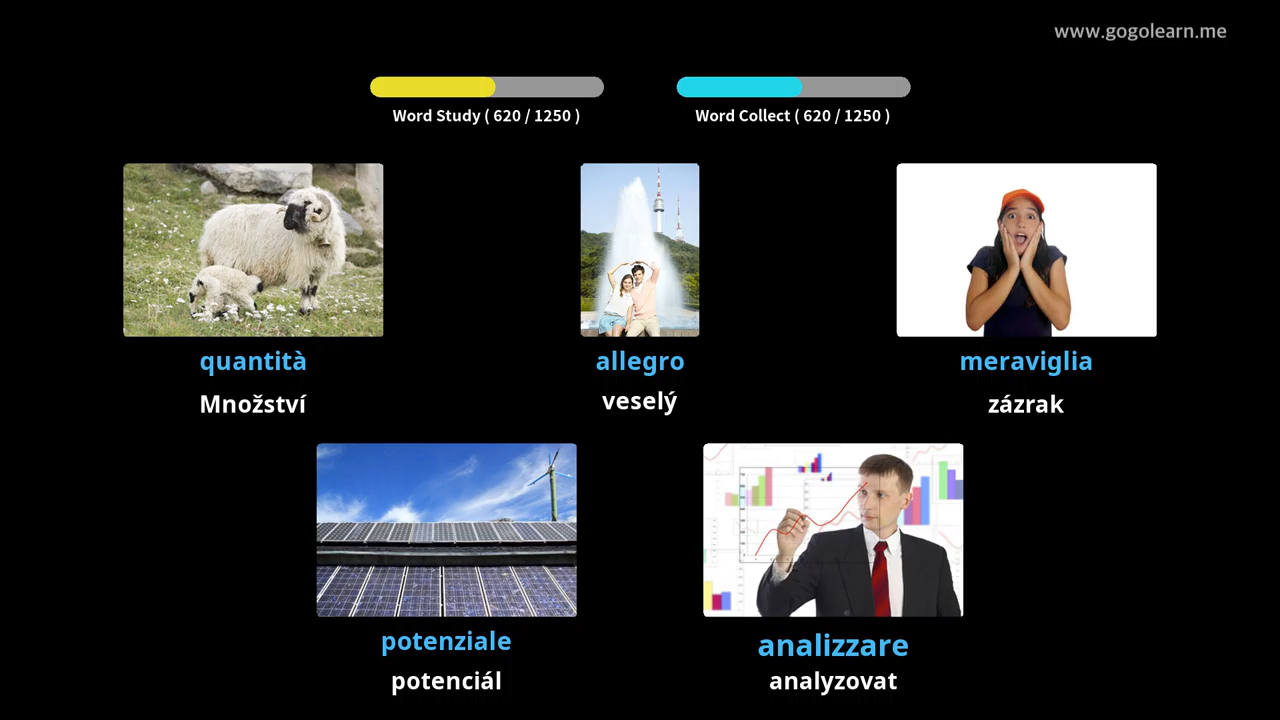 www.gogolearn.me
Word Study ( 620 / 1250 )
Word Collect ( 620 / 1250 )
quantità
Množství
allegro
veselý
meraviglia
zázrak
potenziale
potenciál
analizzare
analyzovat